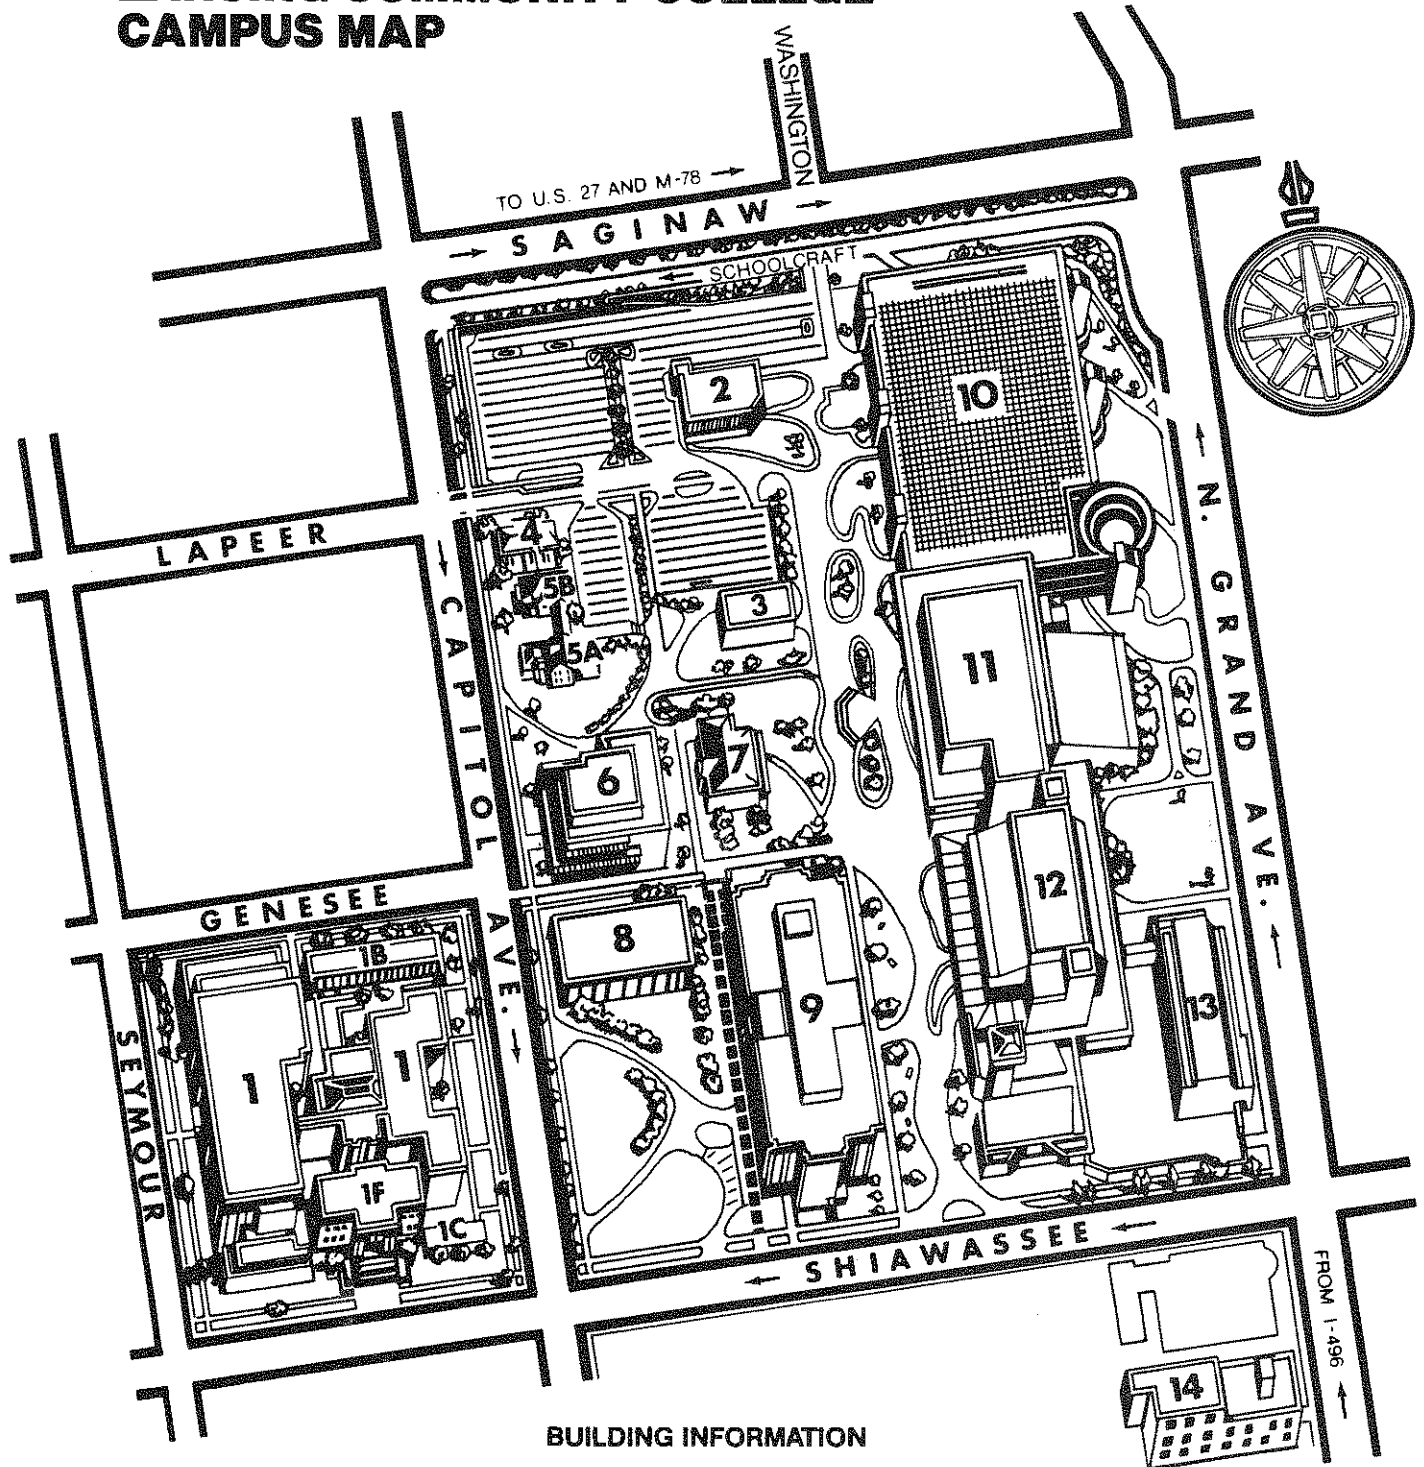 CAMPUS MAP
WASHINGTON
TO U.S. 27 AND M-78
SAGINAW
SCHOOLCRAFT
2
10
LAPEER
4
5B
3
5A
11
N. GRAND AVE.
CAPITOL AVE.
7
6
12
GENESEE
8
1B
9
13
SEYMOUR
1
1
1F
1C
SHIAWASSEE
FROM I-496
14
BUILDING INFORMATION